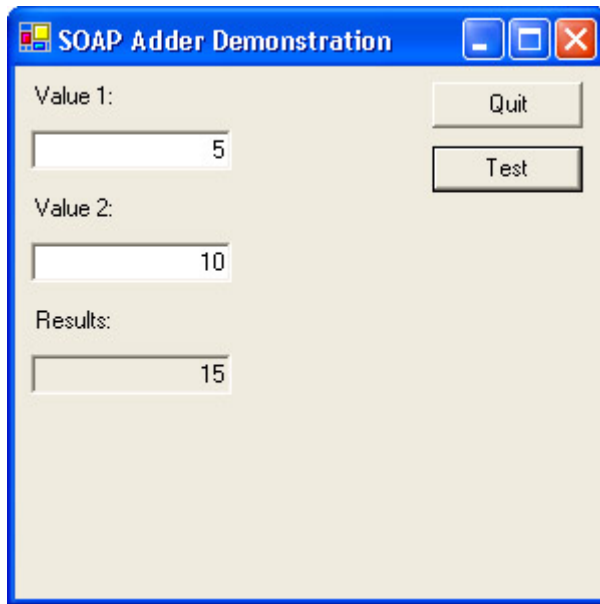 SOAP Adder Demonstration
Value 1:
Quit
5
Test
Value 2:
10
Results:
15